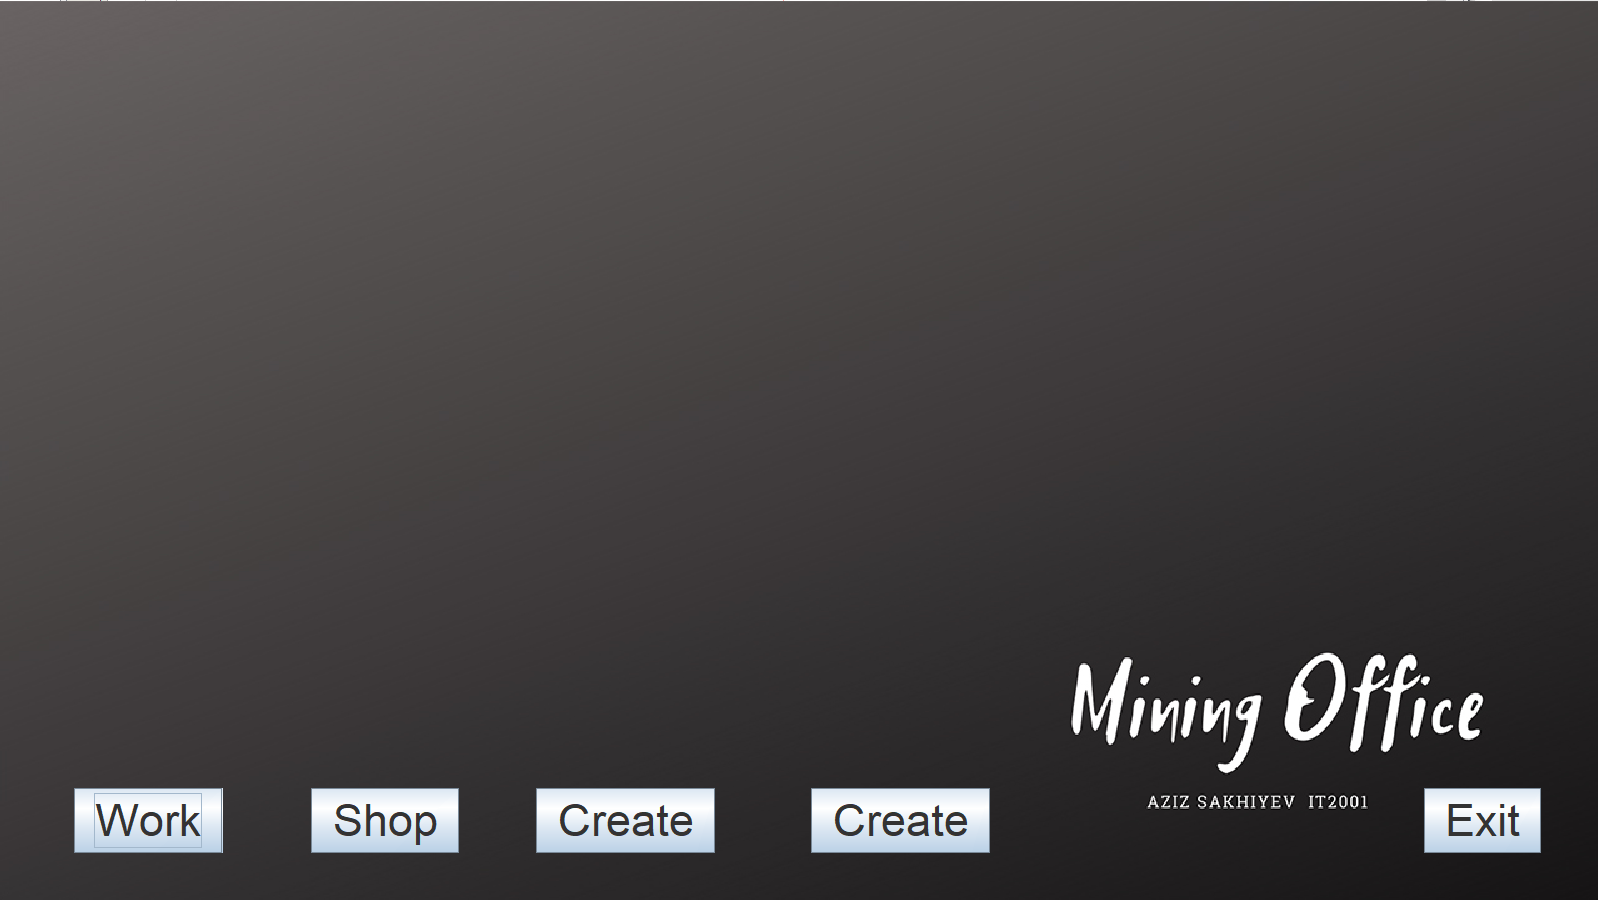 Mining Office
AZIZ SAKHIYEV IT2001
Work Shop Create Create Exit